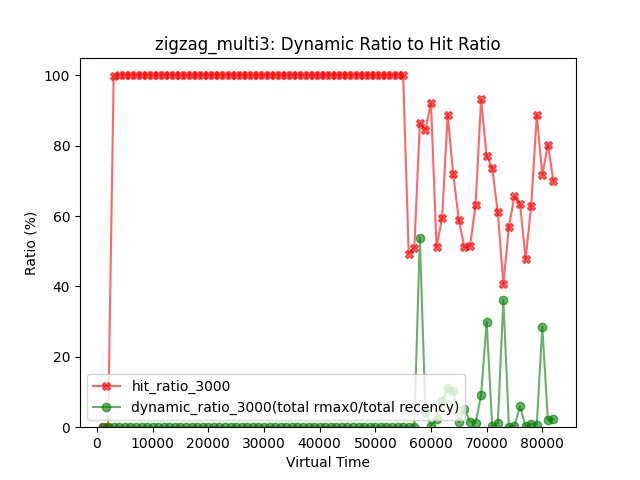 zigzag_multi3: Dynamic Ratio to Hit Ratio
100
80
60
40
20
0
Ratio (%)
hit_ratio_3000
dynamic_ratio_3000(total rmax0/total recency)
0 10000 20000 30000 40000 50000 60000 70000 80000
Virtual Time